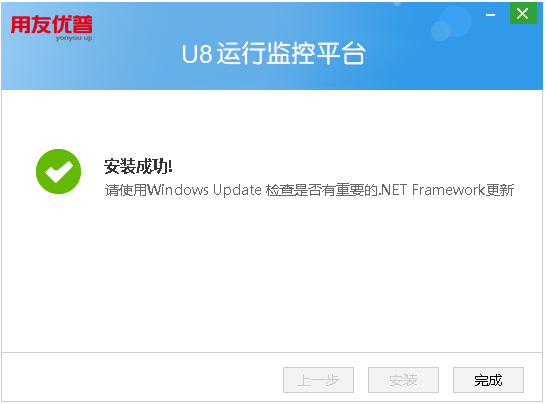 用友优普
yonyou up
U8 运行监控平台
安装成功!
请使用Windows Update 检查是否有重要的.NET Framework更新
上一步
安装
完成